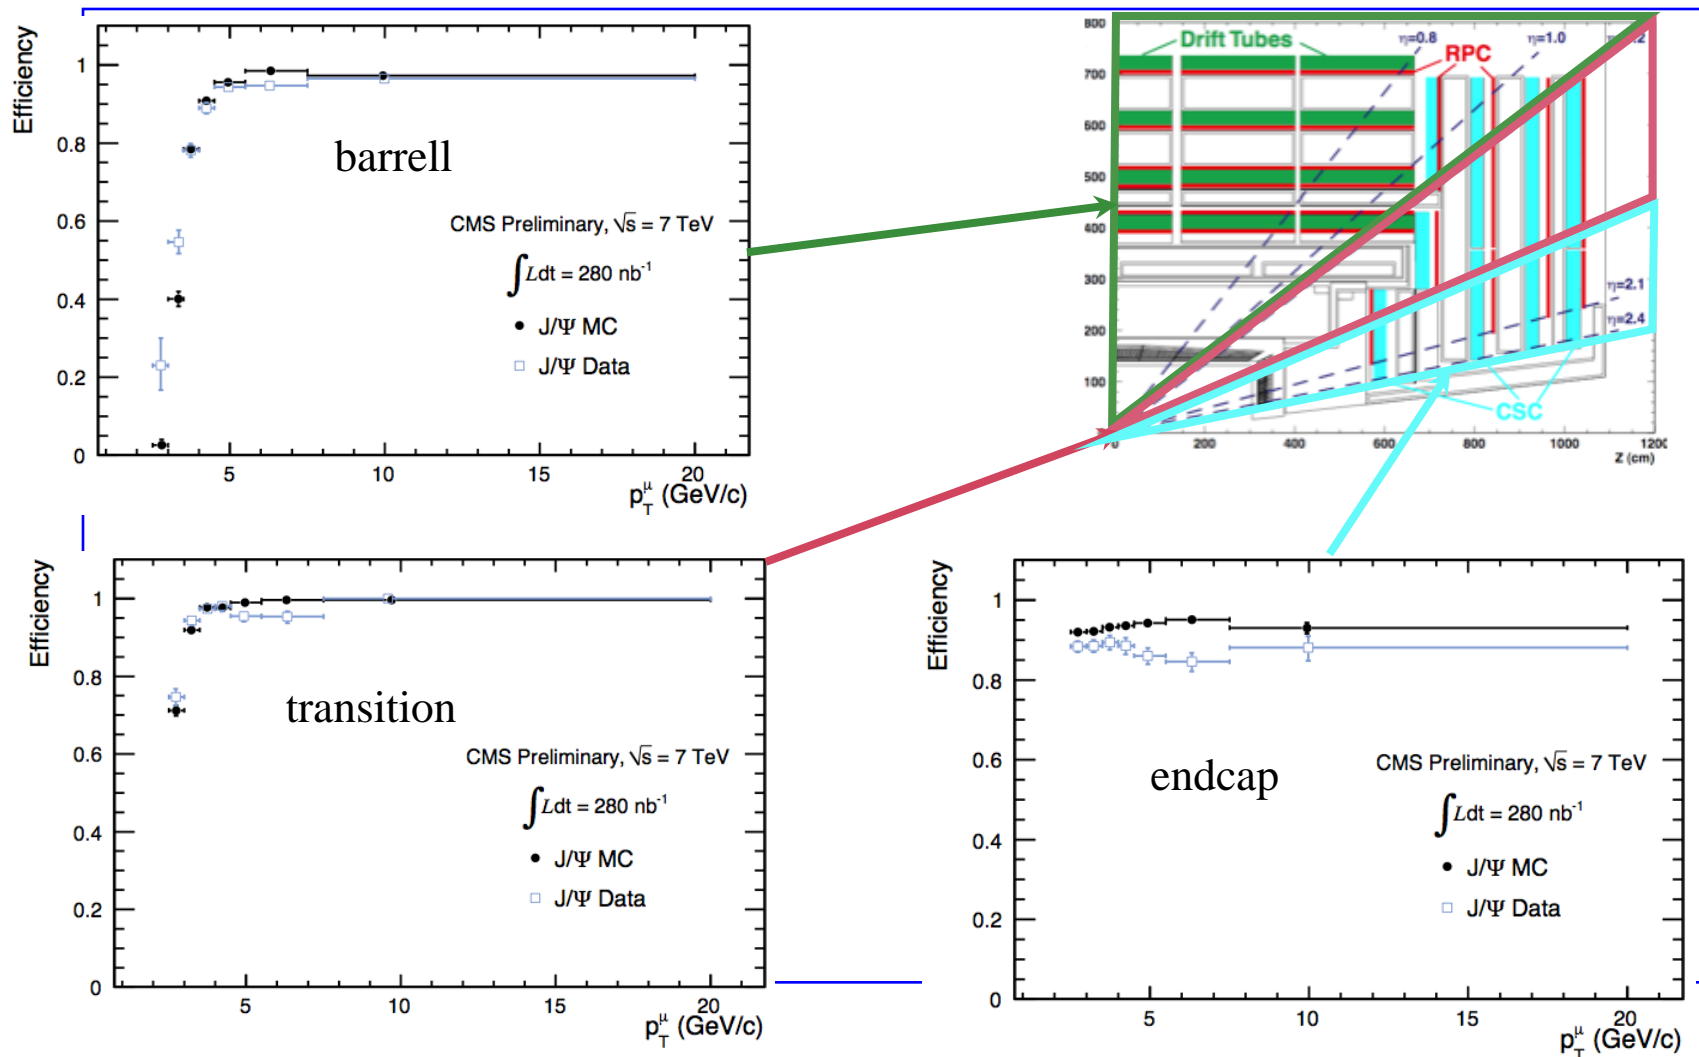 Efficiency
1
0.8
0.6
0.4
0.2
0
5
10
15
20
p_T^μ (GeV/c)
barrell
CMS Preliminary, √s = 7 TeV
∫Ldt = 280 nb⁻¹
J/Ψ MC
J/Ψ Data
800
700
600
500
400
300
200
100
0
200
400
600
800
1000
1200
Z (cm)
Drift Tubes
RPC
CSC
η=0.8
η=1.0
η=2.1
η=2.4
Efficiency
1
0.8
0.6
0.4
0.2
0
5
10
15
20
p_T^μ (GeV/c)
transition
CMS Preliminary, √s = 7 TeV
∫Ldt = 280 nb⁻¹
J/Ψ MC
J/Ψ Data
Efficiency
1
0.8
0.6
0.4
0.2
0
5
10
15
20
p_T^μ (GeV/c)
endcap
CMS Preliminary, √s = 7 TeV
∫Ldt = 280 nb⁻¹
J/Ψ MC
J/Ψ Data